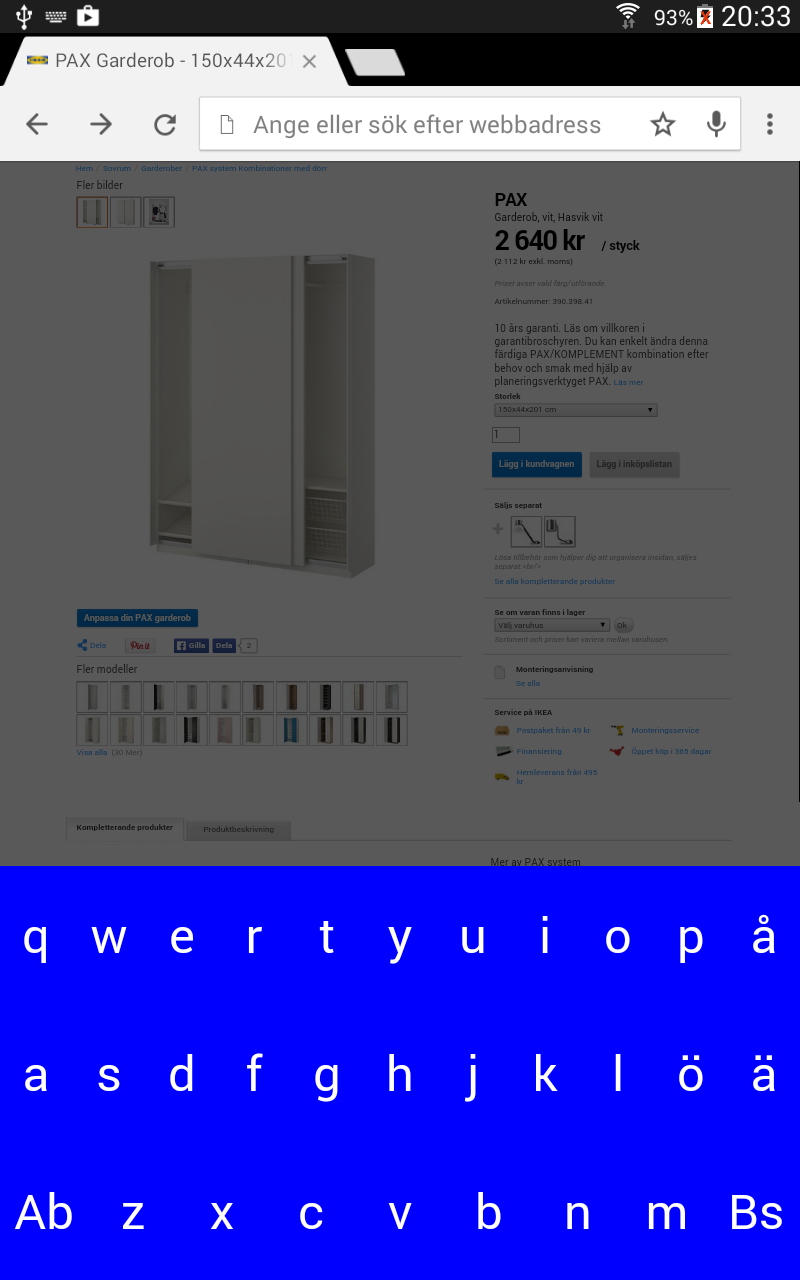 93% 20:33
PAX Garderob - 150x44x201
Ange eller sök efter webbadress
Hem / Sovrum / Garderober / PAX system Kombinationer med dörr
Fler bilder
PAX
Garderob, vit, Hasvik vit
2 640 kr / styck
(2 112 kr exkl. moms)
Priset avser vald färg/utförande.
Artikelnummer: 390.398.41
10 års garanti. Läs om villkoren i
garantibroschyren. Du kan enkelt ändra denna
färdiga PAX/KOMPLEMENT kombination efter
behov och smak med hjälp av
planeringsverktyget PAX. Läs mer
Storlek
150x44x201 cm
1
Lägg i kundvagnen Lägg i inköpslistan
Säljs separat
Lösa tillbehör som hjälper dig att organisera insidan, säljes
separat.<br/>
Se alla kompletterande produkter
Anpassa din PAX garderob
Se om varan finns i lager
Välj varuhus Ok
Sortiment och priser kan variera mellan varuhusen.
Dela Pin it Gilla Dela 2
Fler modeller
Visa alla (30 Mer)
Monteringsanvisning
Se alla
Service på IKEA
Postpaket från 49 kr Monteringsservice
Finansiering Öppet köp i 365 dagar
Hemleverans från 495
kr
Kompletterande produkter Produktbeskrivning
Mer av PAX system
q w e r t y u i o p å
a s d f g h j k l ö ä
Ab z x c v b n m Bs